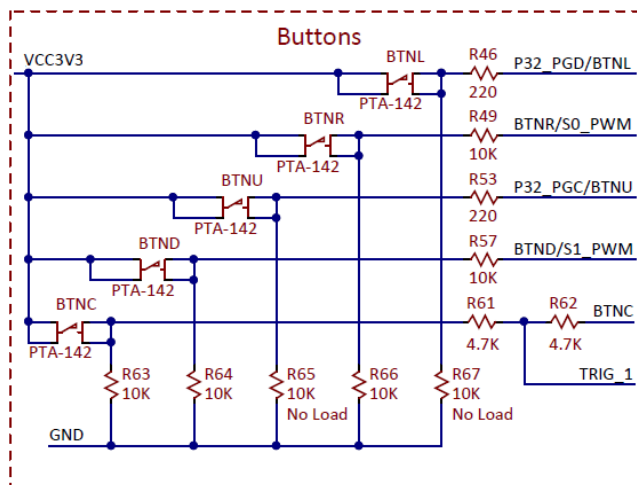 Buttons
VCC3V3
BTNL
R46
P32_PGD/BTNL
PTA-142
220
BTNR
R49
BTNR/S0_PWM
PTA-142
10K
BTNU
R53
P32_PGC/BTNU
PTA-142
220
BTND
R57
BTND/S1_PWM
PTA-142
10K
BTNC
R61
R62
BTNC
PTA-142
4.7K
4.7K
TRIG_1
R63
10K
R64
10K
R65
10K
No Load
R66
10K
R67
10K
No Load
GND